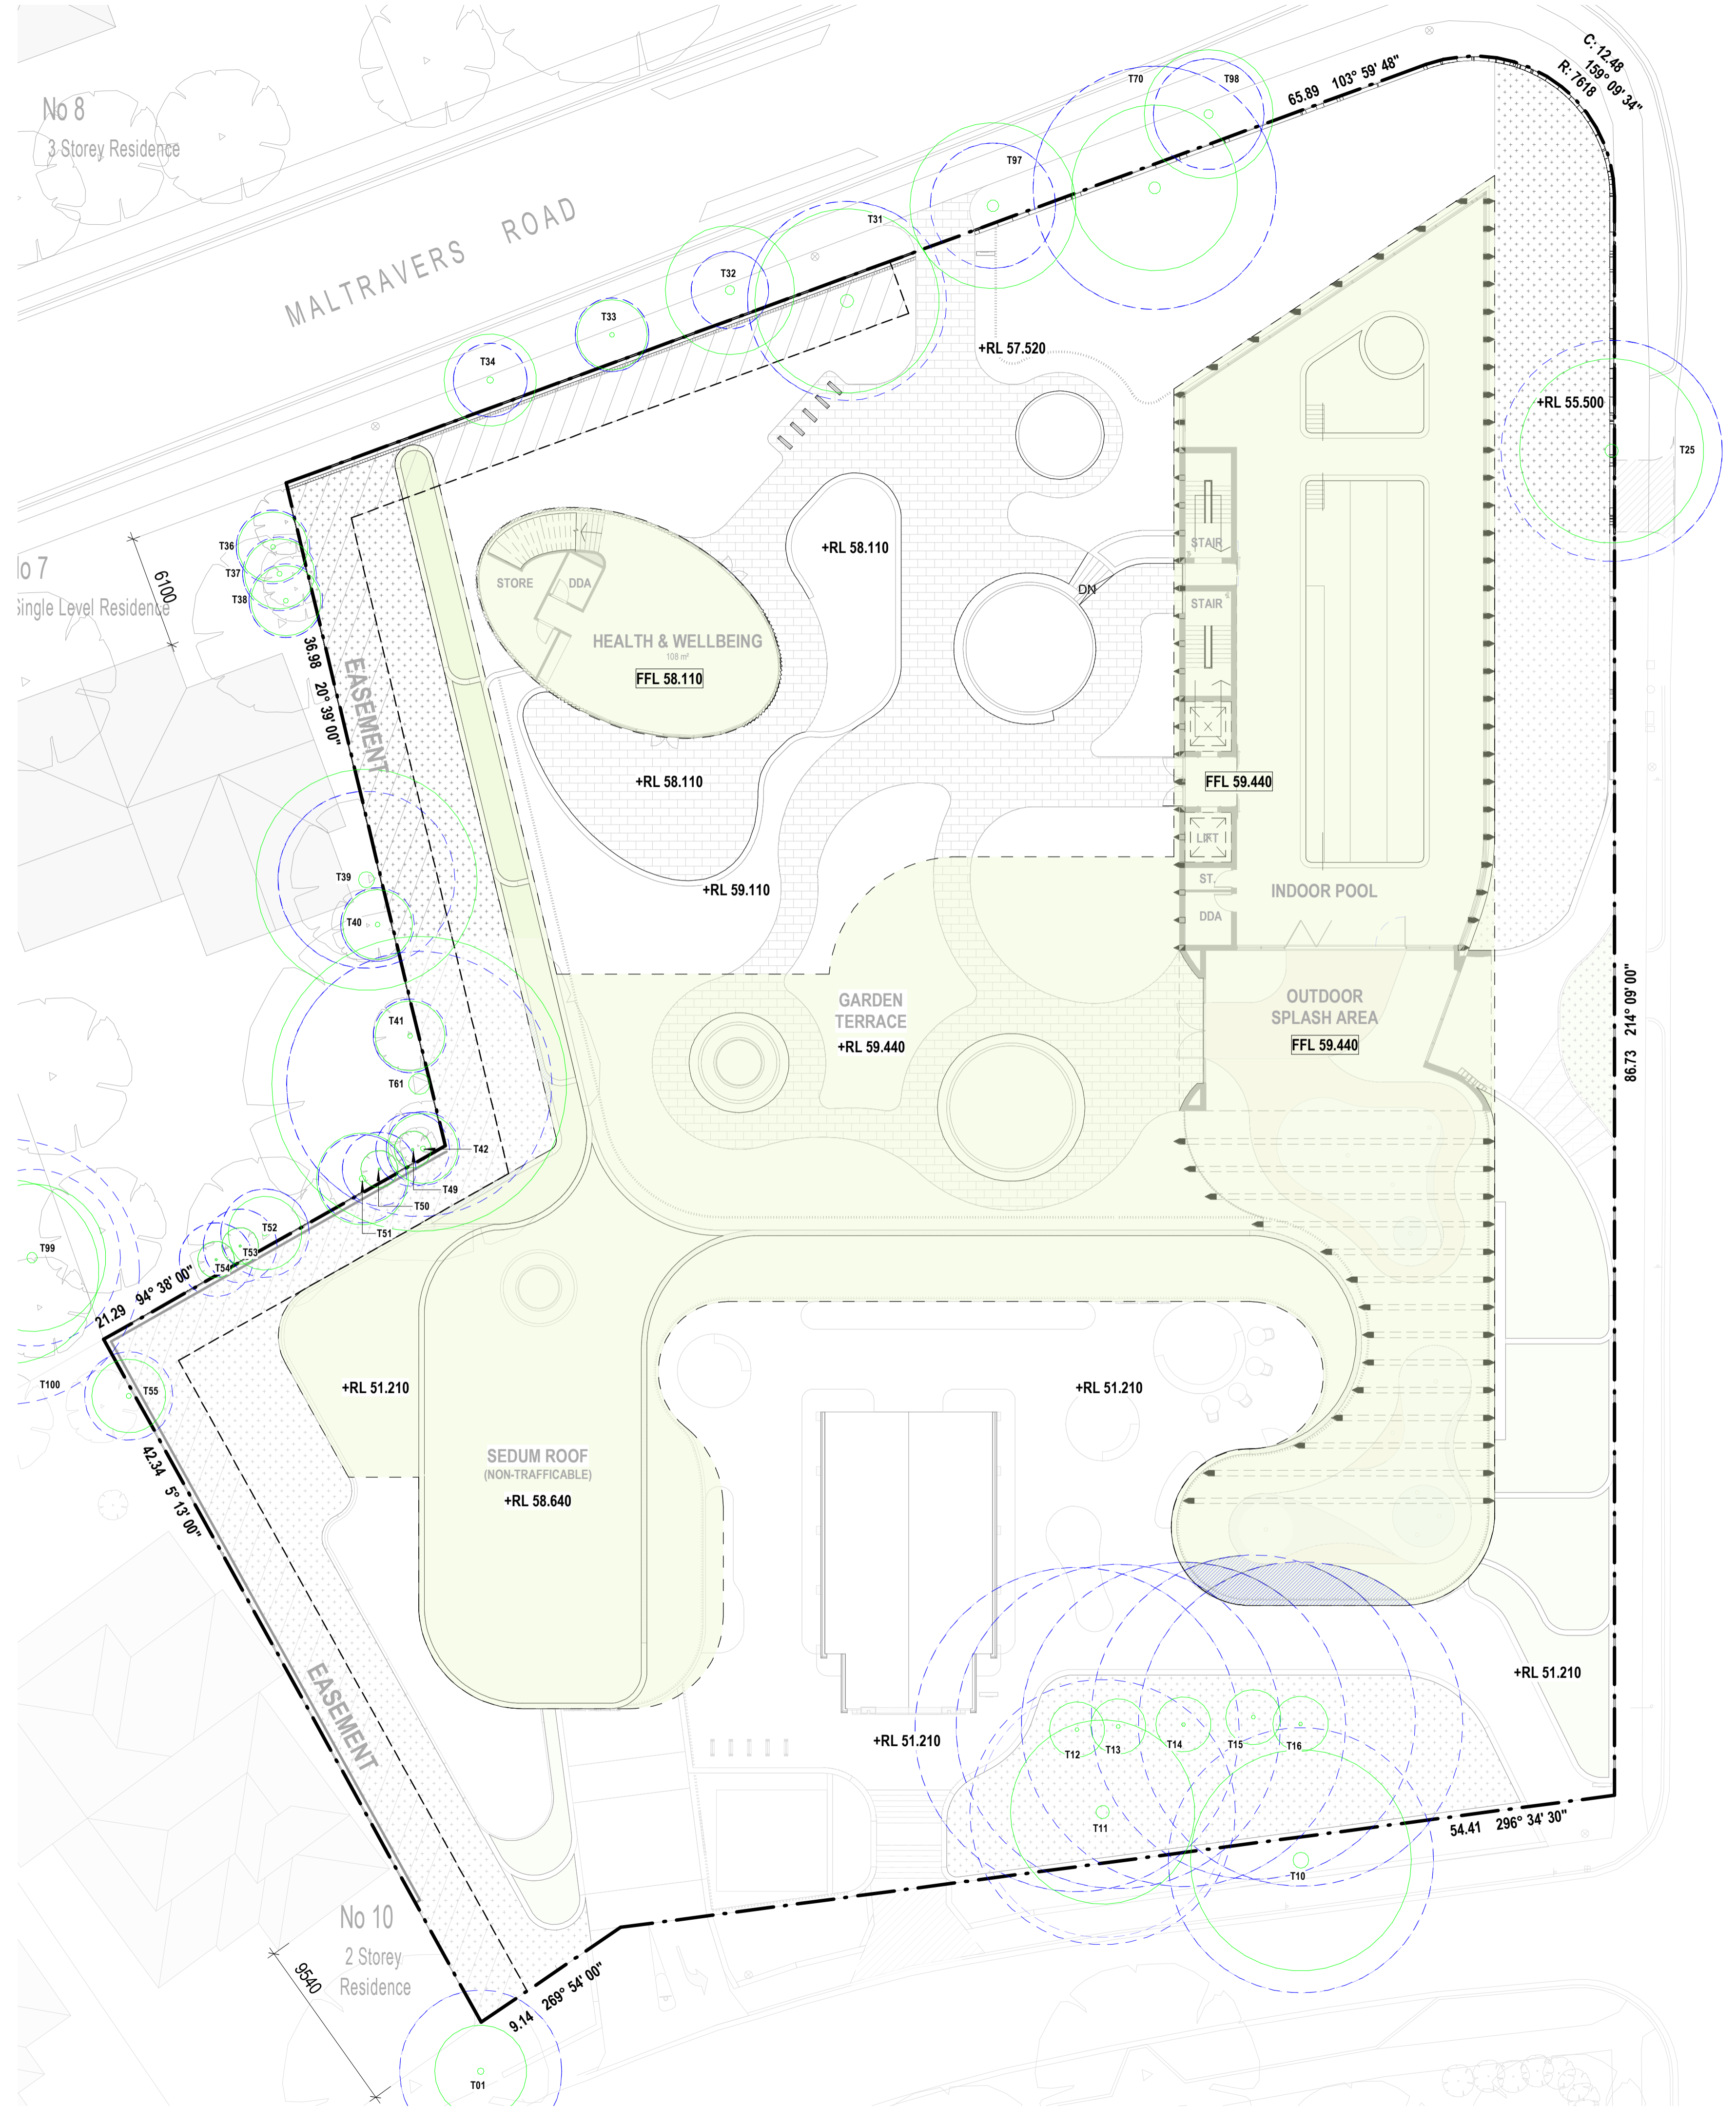 C: 12.48
159° 09' 34"
R: 7618
65.89 103° 59' 48"
T70
T98
No 8
3 Storey Residence
T97
MALTRAVERS ROAD
T31
T32
T33
T34
+RL 57.520
+RL 55.500
T25
T36
T37
T38
6100
Single Level Residence
36.98 20° 39' 00"
EASEMENT
STORE
DDA
HEALTH & WELLBEING
108 m²
FFL 58.110
+RL 58.110
+RL 58.110
+RL 59.110
STAIR
DN
STAIR
FFL 59.440
LIFT
ST.
DDA
INDOOR POOL
T39
T40
T41
T61
T42
T49
T50
T51
T52
T53
T54
T99
T100
T55
GARDEN
TERRACE
+RL 59.440
OUTDOOR
SPLASH AREA
FFL 59.440
86.73 214° 09' 00"
21.29 94° 38' 00"
+RL 51.210
+RL 51.210
42.34 5° 13' 00"
SEDUM ROOF
(NON-TRAFFICABLE)
+RL 58.640
EASEMENT
+RL 51.210
+RL 51.210
T12
T13
T14
T15
T16
T11
T10
54.41 296° 34' 30"
No 10
2 Storey
Residence
9540
9.14 269° 54' 00"
T01